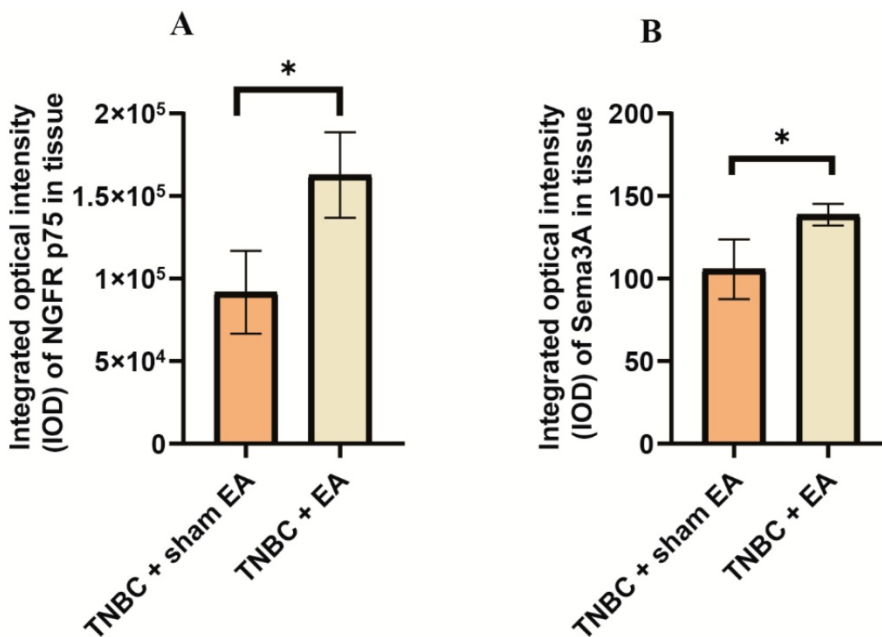 A
Integrated optical intensity
(IOD) of NGFR p75 in tissue
2×10⁵
1.5×10⁵
1×10⁵
5×10⁴
0
*
TNBC + sham EA
TNBC + EA
B
Integrated optical intensity
(IOD) of Sema3A in tissue
200
150
100
50
0
*
TNBC + sham EA
TNBC + EA